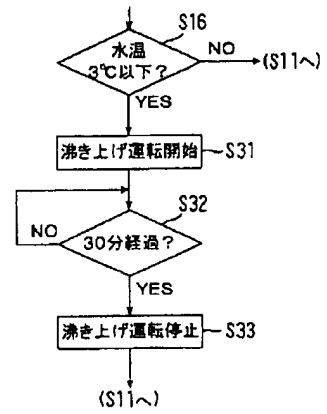 S16
水温
3℃以下?
NO
(S11へ)
YES
沸き上げ運転開始
S31
S32
NO
30分経過?
YES
沸き上げ運転停止
S33
(S11へ)